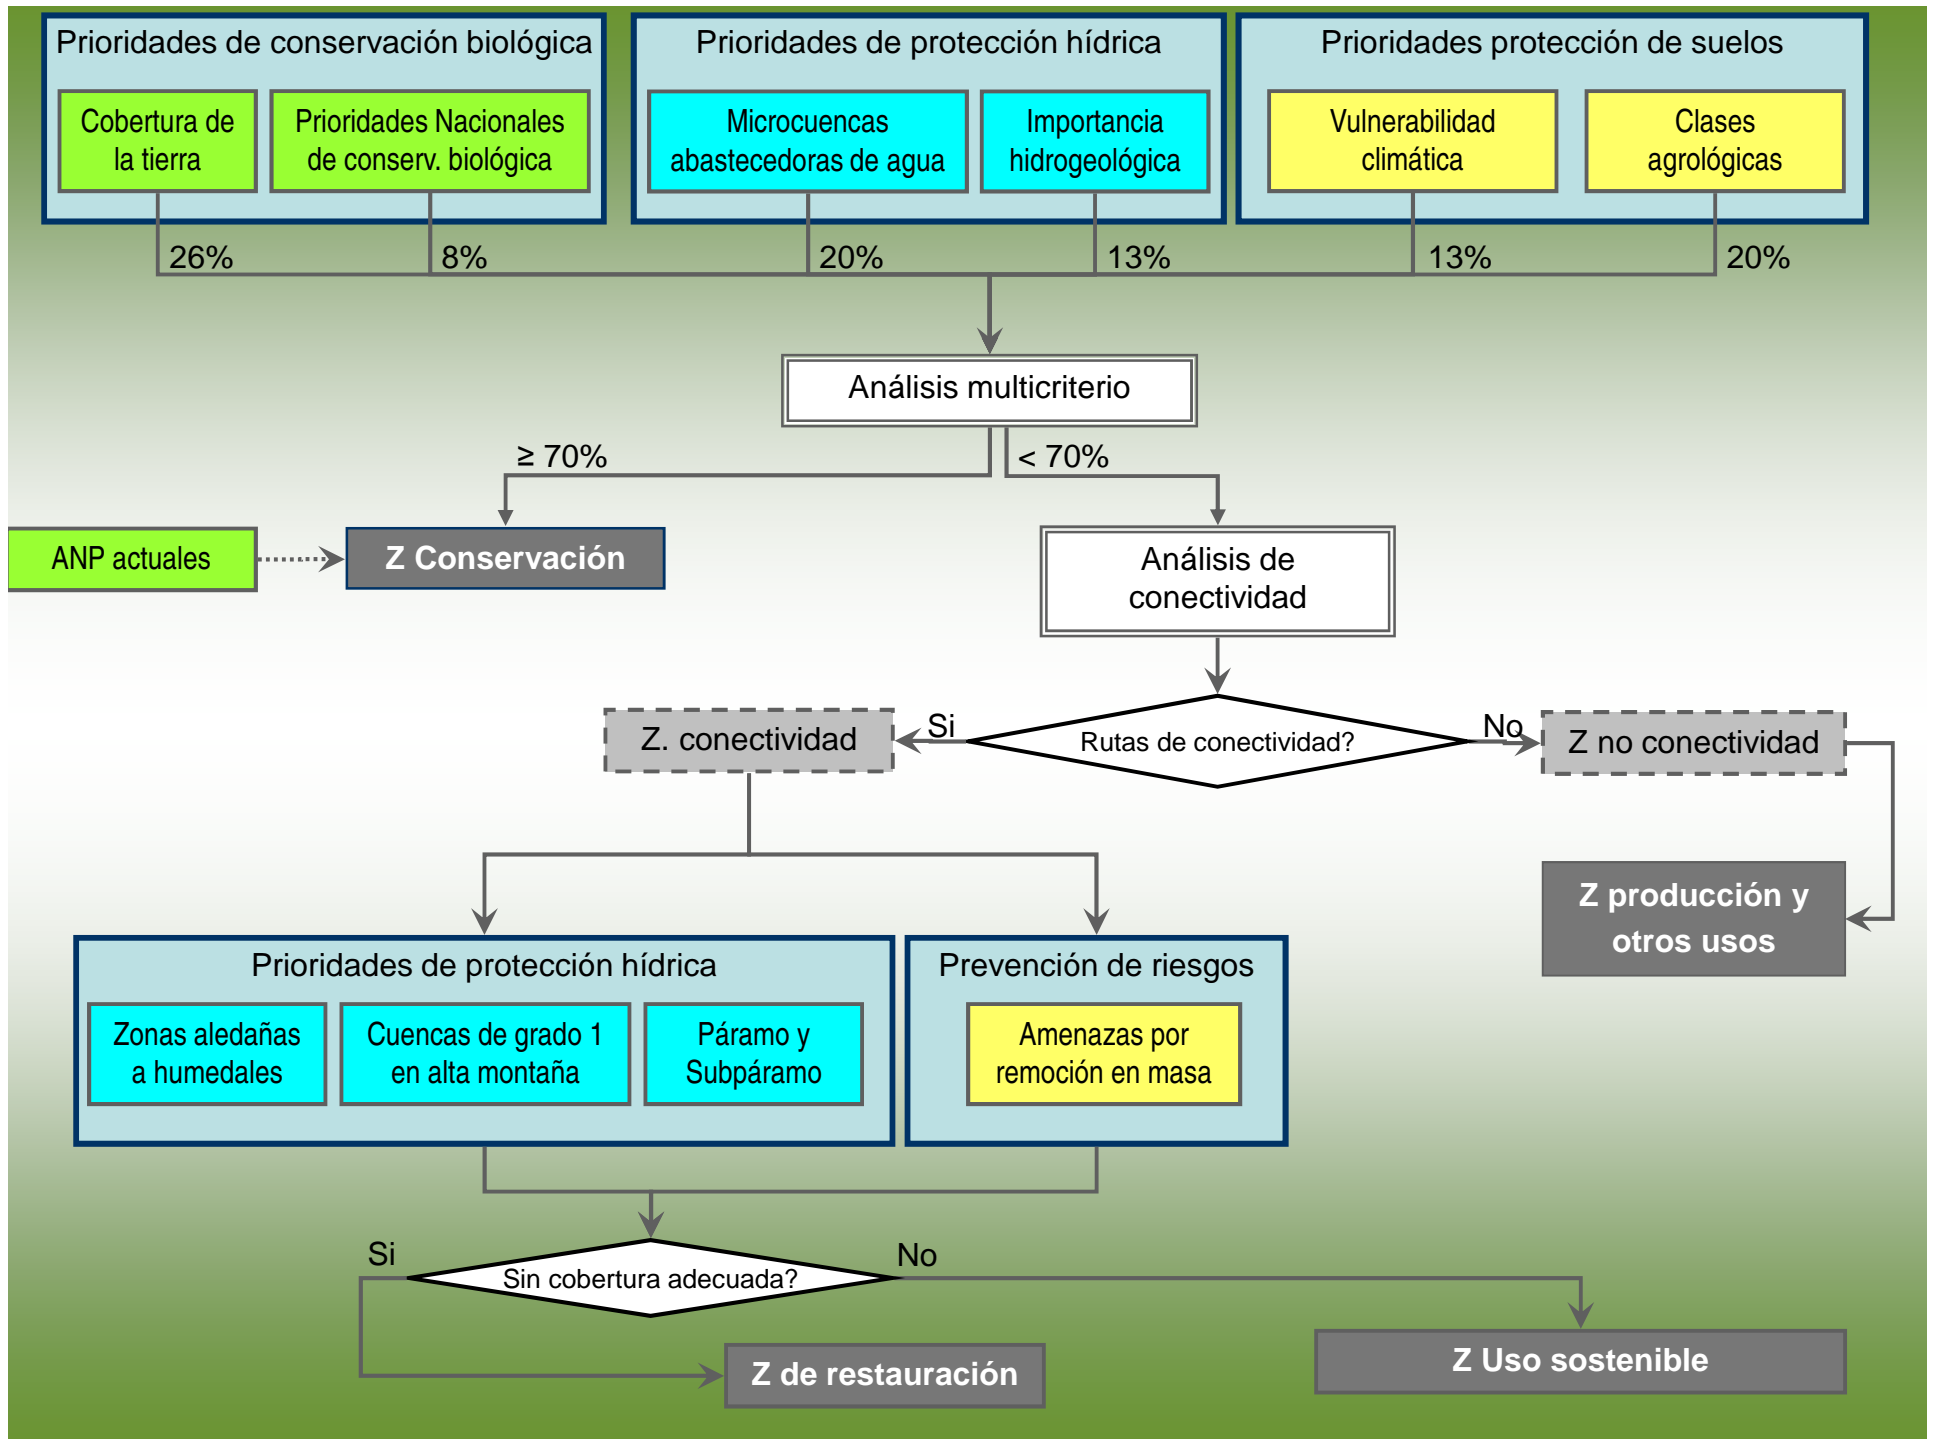 Prioridades de conservación biológica
Cobertura de
la tierra
Prioridades Nacionales
de conserv. biológica
Prioridades de protección hídrica
Microcuencas
abastecedoras de agua
Importancia
hidrogeológica
Prioridades protección de suelos
Vulnerabilidad
climática
Clases
agrológicas
26%
8%
20%
13%
13%
20%
Análisis multicriterio
≥ 70%
< 70%
ANP actuales
Z Conservación
Análisis de
conectividad
Z. conectividad
Si
Rutas de conectividad?
No
Z no conectividad
Z producción y
otros usos
Prioridades de protección hídrica
Zonas aledañas
a humedales
Cuencas de grado 1
en alta montaña
Páramo y
Subpáramo
Prevención de riesgos
Amenazas por
remoción en masa
Si
Sin cobertura adecuada?
No
Z de restauración
Z Uso sostenible